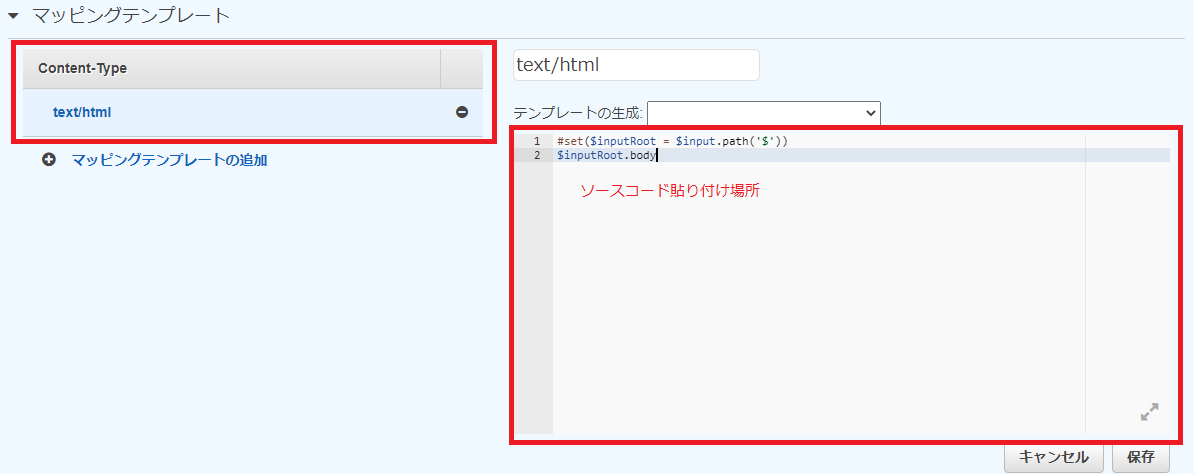 マッピングテンプレート
Content-Type
text/html
マッピングテンプレートの追加
text/html
テンプレートの生成:
1 #set($inputRoot = $input.path('$'))
2 $inputRoot.body
ソースコード貼り付け場所
キャンセル 保存